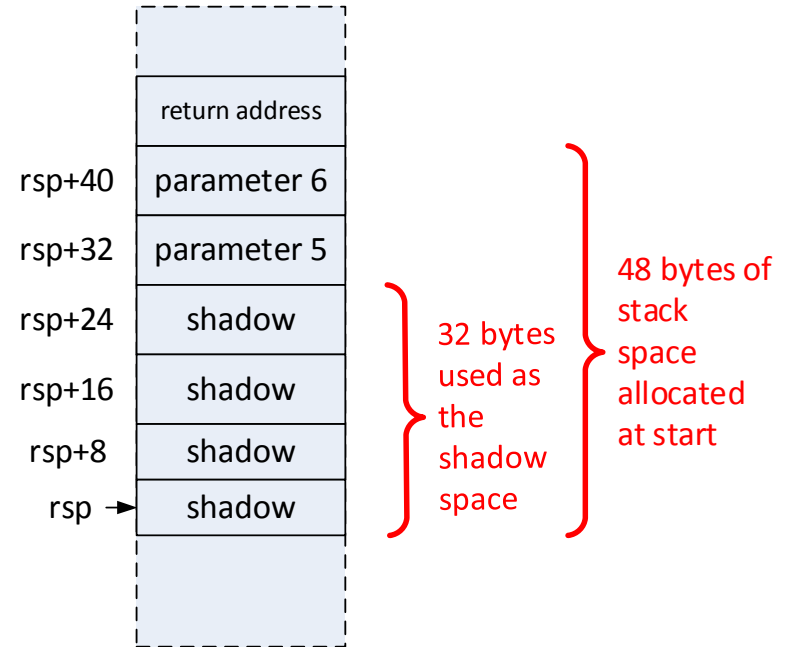 return address
rsp+40 parameter 6
rsp+32 parameter 5
rsp+24 shadow
rsp+16 shadow
rsp+8 shadow
rsp shadow
32 bytes
used as
the
shadow
space
48 bytes of
stack
space
allocated
at start